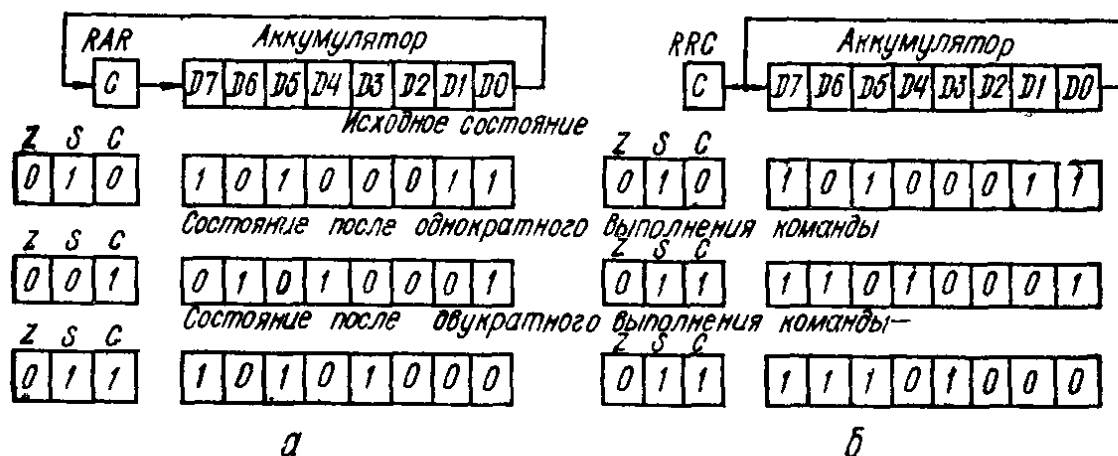 RAR Аккумулятор RRC Аккумулятор
C D7 D6 D5 D4 D3 D2 D1 D0 C D7 D6 D5 D4 D3 D2 D1 D0
Исходное состояние
Z S C Z S C
0 1 0 1 0 1 0 0 0 1 1 0 1 0 1 0 1 0 0 0 1 1
Состояние после однократного выполнения команды
Z S C Z S C
0 0 1 0 1 0 1 0 0 0 1 0 1 1 1 1 0 1 0 0 0 1
Состояние после двукратного выполнения команды—
Z S C Z S C
0 1 1 1 0 1 0 1 0 0 0 0 1 1 1 1 1 0 1 0 0 0
а б